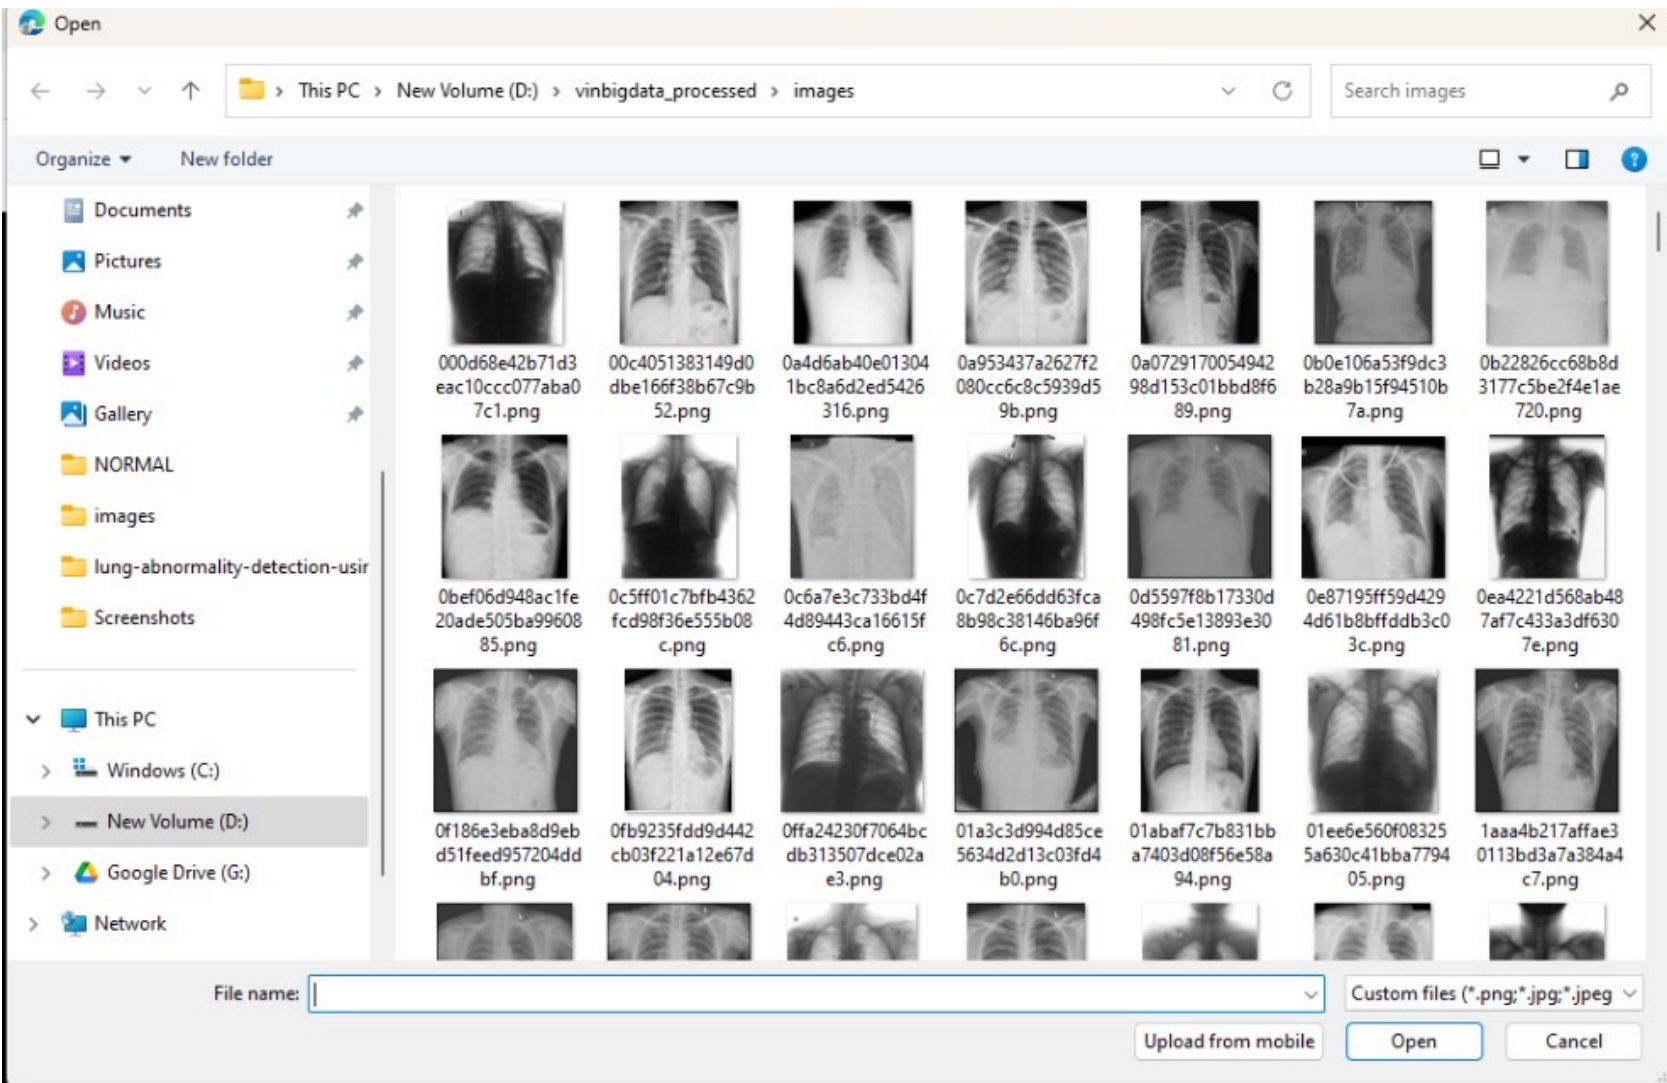 Open
This PC > New Volume (D:) > vinbigdata_processed > images
Search images
Organize
New folder
Documents
Pictures
Music
Videos
Gallery
NORMAL
images
lung-abnormality-detection-usir
Screenshots
This PC
Windows (C:)
New Volume (D:)
Google Drive (G:)
Network
000d68e42b71d3
eac10ccc077aba0
7c1.png
00c4051383149d0
dbe166f38b67c9b
52.png
0a4d6ab40e01304
1bc8a6d2ed5426
316.png
0a953437a2627f2
080cc6c8c5939d5
9b.png
0a0729170054942
98d153c01bbd8f6
89.png
0b0e106a53f9dc3
b28a9b15f94510b
7a.png
0b22826cc68b8d
3177c5be2f4e1ae
720.png
0bef06d948ac1fe
20ade505ba99608
85.png
0c5ff01c7bfb4362
fcd98f36e555b08
c.png
0c6a7e3c733bd4f
4d89443ca16615f
c6.png
0c7d2e66dd63fca
8b98c38146ba96f
6c.png
0d5597f8b17330d
498fc5e13893e30
81.png
0e87195ff59d429
4d61b8bffddb3c0
3c.png
0ea4221d568ab48
7af7c433a3df630
7e.png
0f186e3eba8d9eb
d51feed957204dd
bf.png
0fb9235fdd9d442
cb03f221a12e67d
04.png
0ffa24230f7064bc
db313507dce02a
e3.png
01a3c3d994d85ce
5634d2d13c03fd4
b0.png
01abaf7c7b831bb
a7403d08f56e58a
94.png
01ee6e560f08325
5a630c41bba7794
05.png
1aaa4b217affae3
0113bd3a7a384a4
c7.png
File name:
Custom files (*.png;*.jpg;*.jpeg
Upload from mobile
Open
Cancel